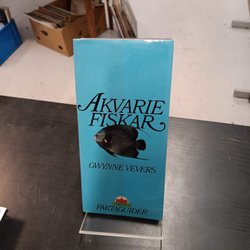 AKVARIE
FISKAR
GWYNNE VEVERS
FAKTAGUIDER